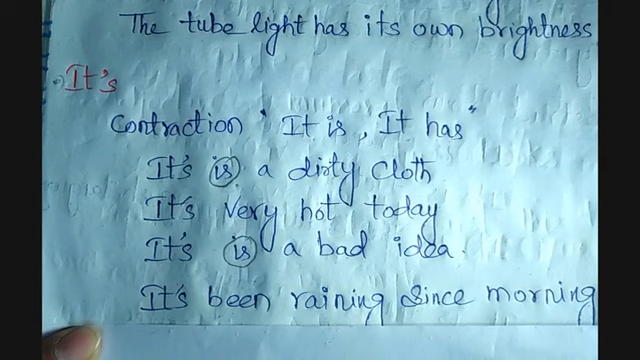 The tube light has its own brightness
It's
Contraction "It is, It has"
It's is a dirty cloth
It's very hot today
It's is a bad idea.
It's been raining since morning